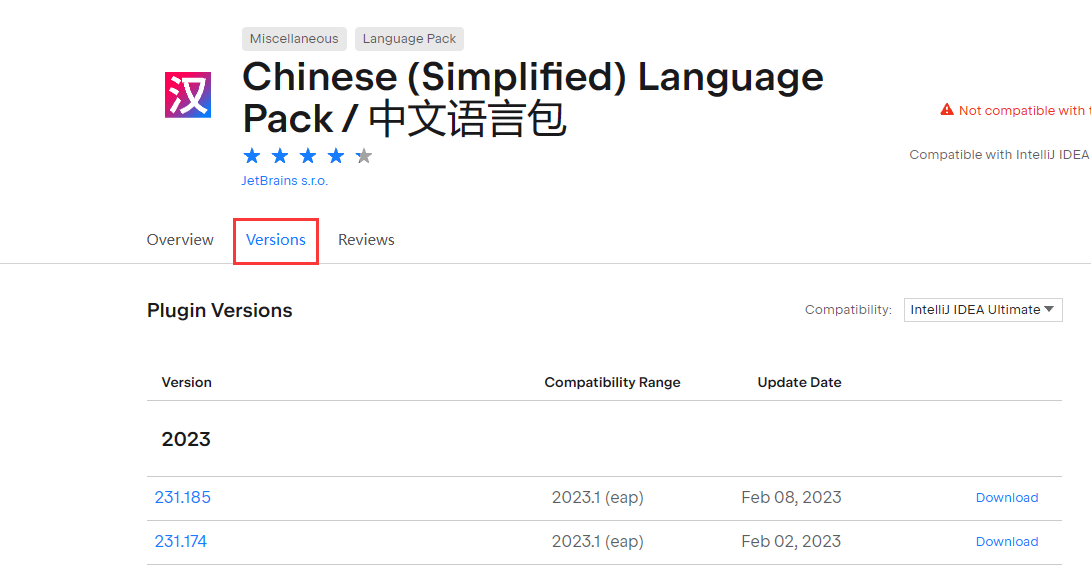 Miscellaneous Language Pack
汉
Chinese (Simplified) Language
Pack / 中文语言包
Not compatible with
Compatible with IntelliJ IDEA
JetBrains s.r.o.
Overview Versions Reviews
Plugin Versions
Compatibility: IntelliJ IDEA Ultimate
Version Compatibility Range Update Date
2023
231.185 2023.1 (eap) Feb 08, 2023 Download
231.174 2023.1 (eap) Feb 02, 2023 Download